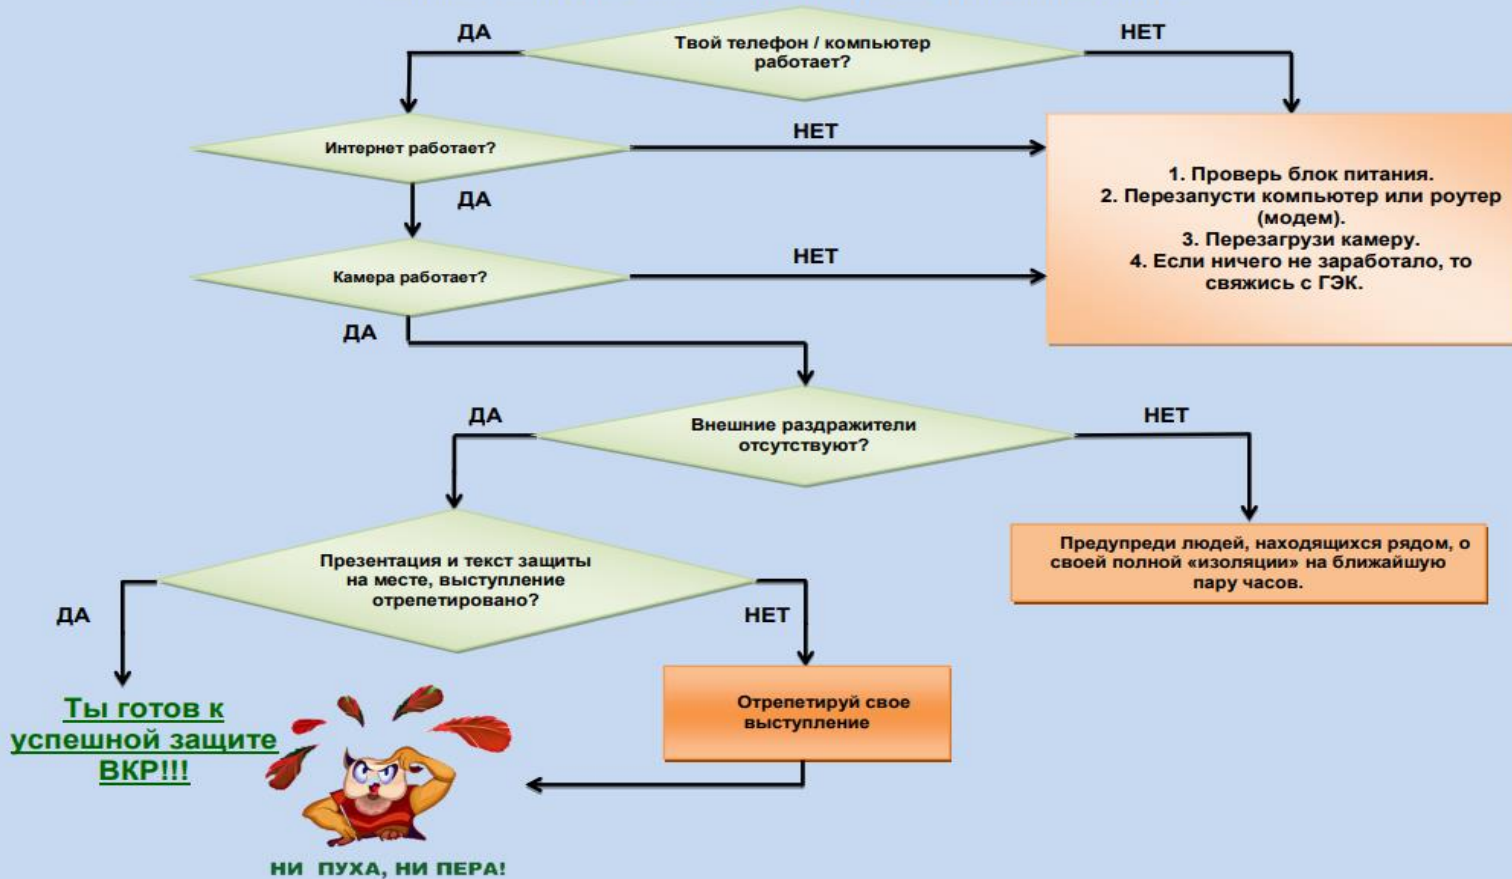 ДА
Твой телефон / компьютер
работает?
НЕТ
Интернет работает?
НЕТ
ДА
1. Проверь блок питания.
2. Перезапусти компьютер или роутер
(модем).
3. Перезагрузи камеру.
4. Если ничего не заработало, то
свяжись с ГЭК.
Камера работает?
НЕТ
ДА
ДА
Внешние раздражители
отсутствуют?
НЕТ
Презентация и текст защиты
на месте, выступление
отрепетировано?
Предупреди людей, находящихся рядом, о
своей полной «изоляции» на ближайшую
пару часов.
ДА
НЕТ
Ты готов к
успешной защите
ВКР!!!
Отрепетируй свое
выступление
НИ ПУХА, НИ ПЕРА!